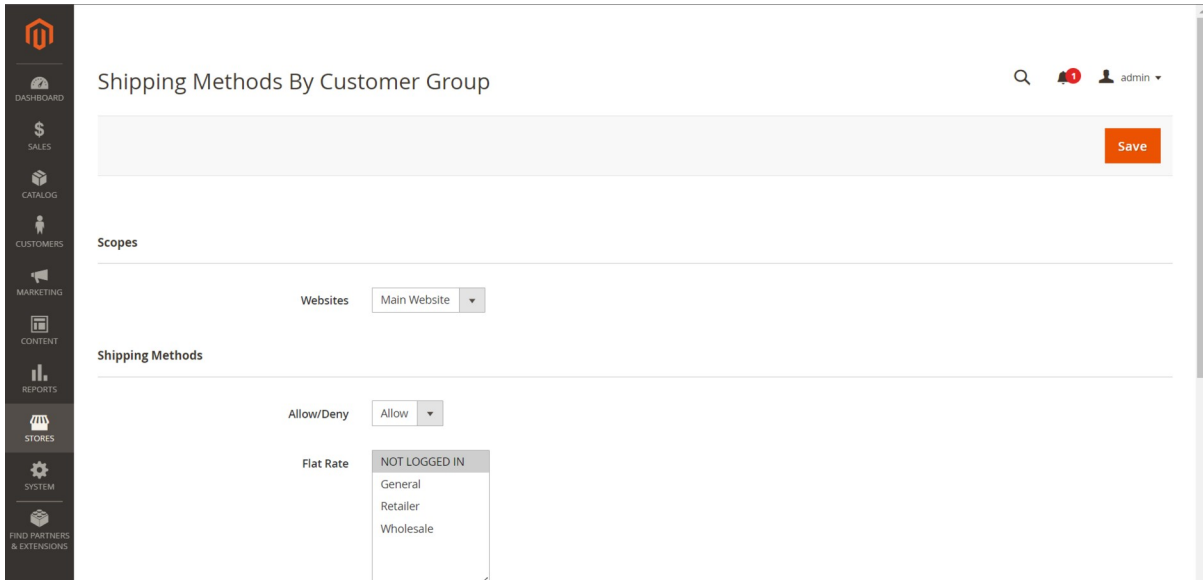 Shipping Methods By Customer Group
1
admin
DASHBOARD
SALES
CATALOG
CUSTOMERS
MARKETING
CONTENT
REPORTS
STORES
SYSTEM
FIND PARTNERS
& EXTENSIONS
Save
Scopes
Websites Main Website
Shipping Methods
Allow/Deny Allow
Flat Rate NOT LOGGED IN
General
Retailer
Wholesale